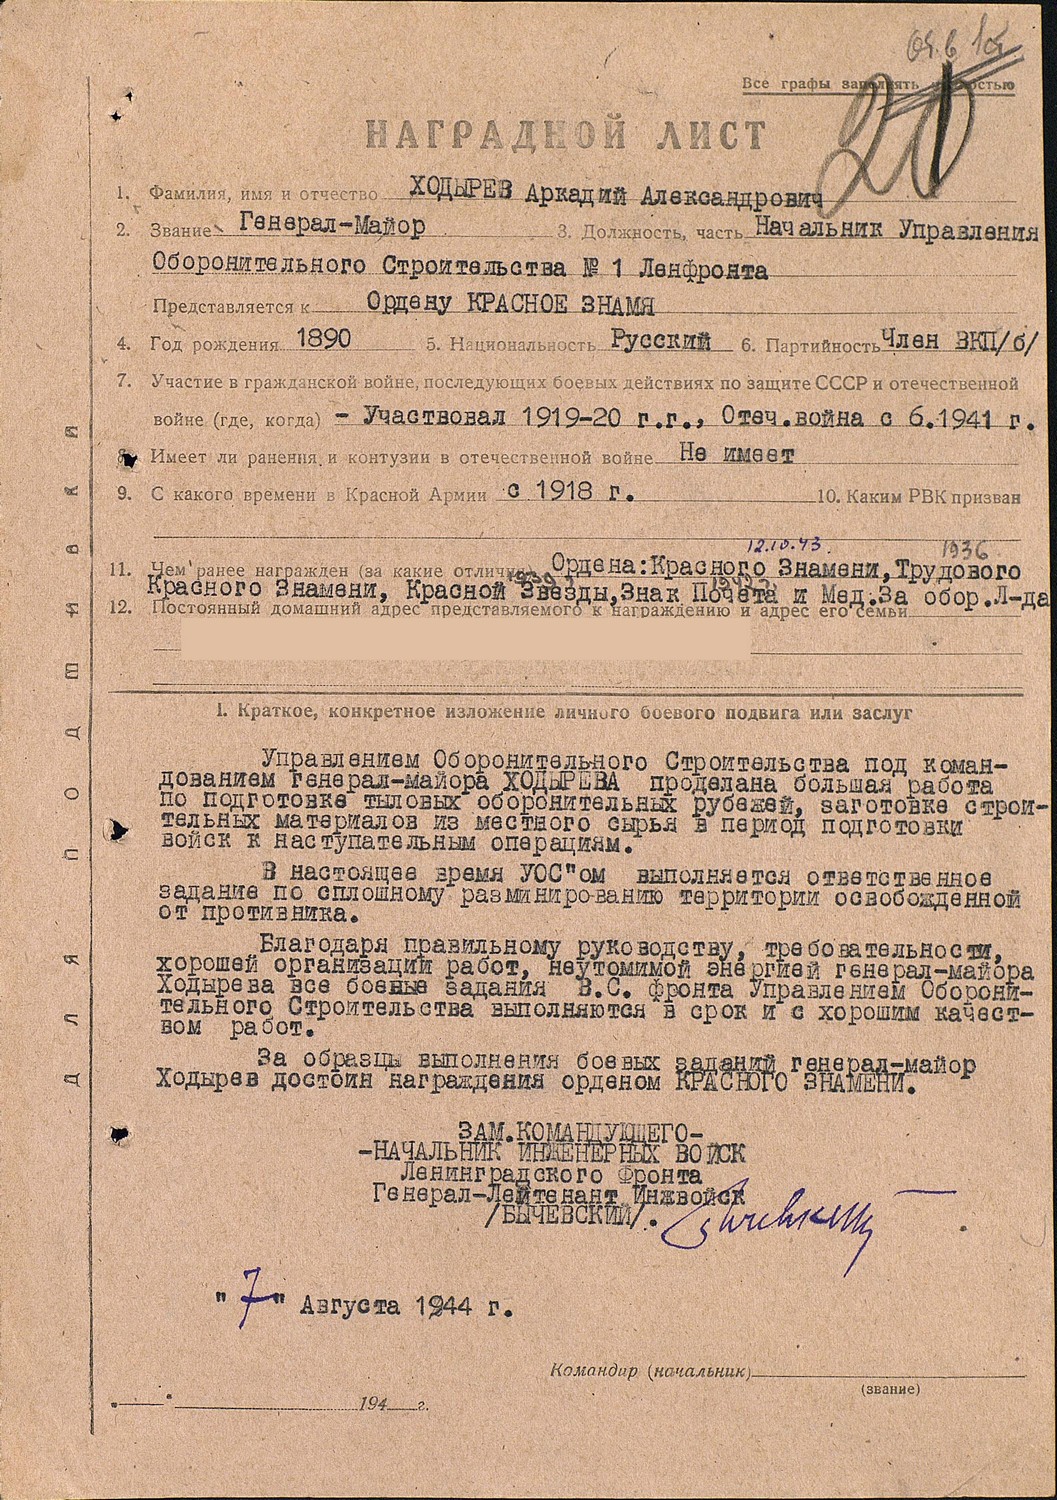 Все графы заполнять полностью
20
НАГРАДНОЙ ЛИСТ
1. Фамилия, имя и отчество ХОДЫРЕВ Аркадий Александрович
2. Звание Генерал-Майор 3. Должность, часть Начальник Управления
Оборонительного Строительства № 1 Ленфронта
Представляется к Ордену КРАСНОЕ ЗНАМЯ
4. Год рождения 1890 5. Национальность Русский 6. Партийность Член ВКП/б/
7. Участие в гражданской войне, последующих боевых действиях по защите СССР и отечественной
войне (где, когда) - Участвовал 1919-20 г.г., Отеч.война с 6.1941 г.
8. Имеет ли ранения и контузии в отечественной войне Не имеет
9. С какого времени в Красной Армии с 1918 г. 10. Каким РВК призван
12.10.43. 1936
11. Чем ранее награжден (за какие отличия) Ордена:Красного Знамени,Трудового
Красного Знамени, Красной Звезды,Знак Почета и Мед.За обор.Л-да
12. Постоянный домашний адрес представляемого к награждению и адрес его семьи
I. Краткое, конкретное изложение личного боевого подвига или заслуг
Управлением Оборонительного Строительства под коман-
дованием генерал-майора ХОДЫРЕВА проделана большая работа
по подготовке тыловых оборонительных рубежей, заготовке строи-
тельных материалов из местного сырья в период подготовки
войск к наступательным операциям.
В настоящее время УОС"ом выполняется ответственное
задание по сплошному разминированию территории освобожденной
от противника.
Благодаря правильному руководству, требовательности,
хорошей организации работ, неутомимой энергией генерал-майора
Ходырева все боевые задания В.С. фронта Управлением Оборони-
тельного Строительства выполняются в срок и с хорошим качест-
вом работ.
За образцы выполнения боевых заданий генерал-майор
Ходырев достоин награждения орденом КРАСНОГО ЗНАМЕНИ.
ЗАМ.КОМАНДУЮЩЕГО-
-НАЧАЛЬНИК ИНЖЕНЕРНЫХ ВОЙСК
Ленинградского Фронта
Генерал-Лейтенант Инжвойск
/БЫЧЕВСКИЙ/.
"7" Августа 1944 г.
Командир (начальник)
(звание)
194 г.
ДЛЯ ПОДШИВКИ